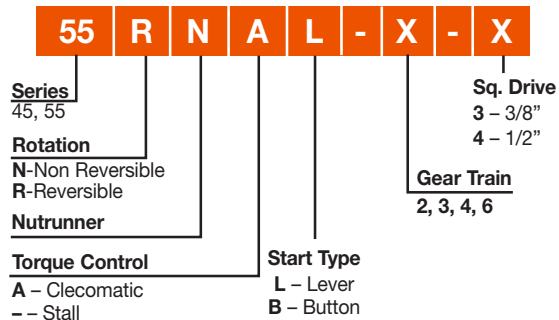 55 R N A L - X - X
Series
45, 55
Rotation
N-Non Reversible
R-Reversible
Nutrunner
Torque Control
A – Clecomatic
– – Stall
Start Type
L – Lever
B – Button
Gear Train
2, 3, 4, 6
Sq. Drive
3 – 3/8”
4 – 1/2”